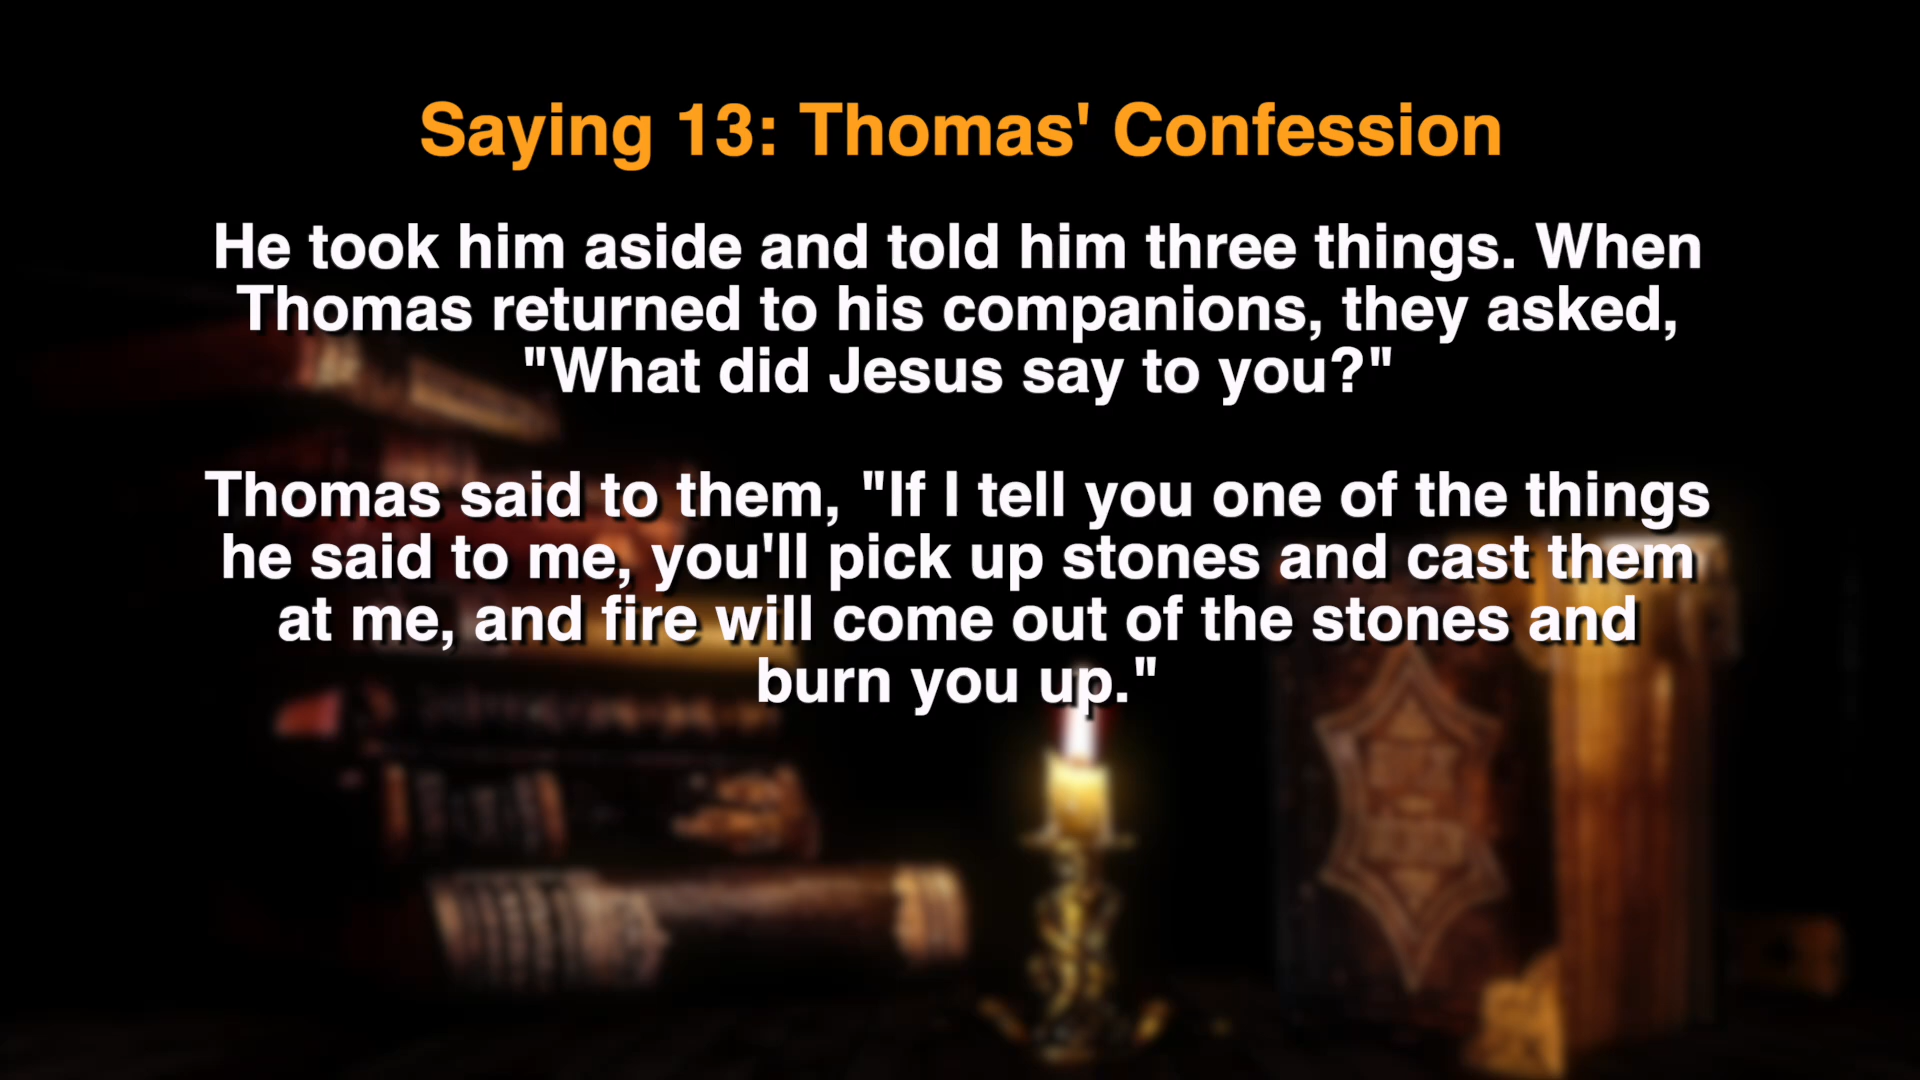 Saying 13: Thomas' Confession
He took him aside and told him three things. When
Thomas returned to his companions, they asked,
"What did Jesus say to you?"
Thomas said to them, "If I tell you one of the things
he said to me, you'll pick up stones and cast them
at me, and fire will come out of the stones and
burn you up."